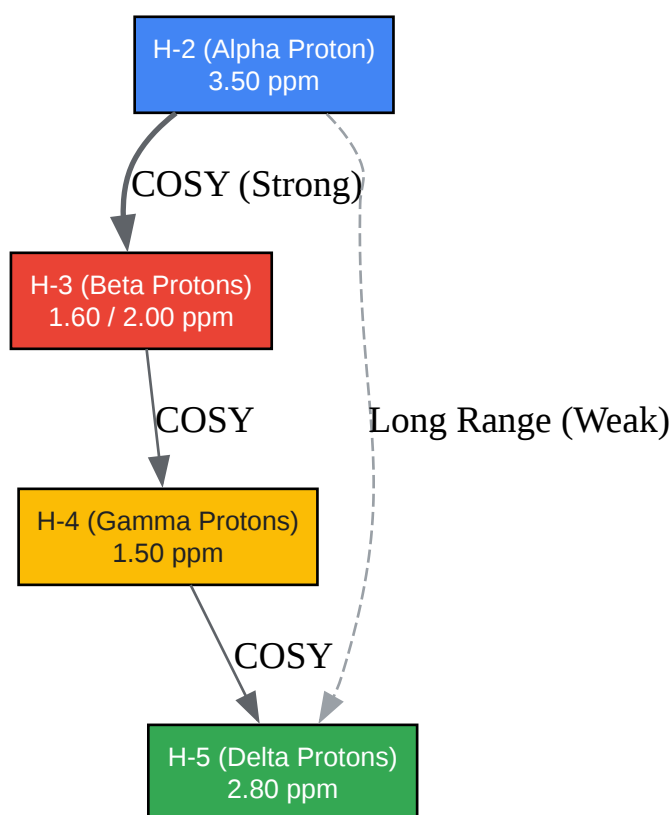 H-2 (Alpha Proton)
3.50 ppm
COSY (Strong)
H-3 (Beta Protons)
1.60 / 2.00 ppm
COSY
Long Range (Weak)
H-4 (Gamma Protons)
1.50 ppm
COSY
H-5 (Delta Protons)
2.80 ppm